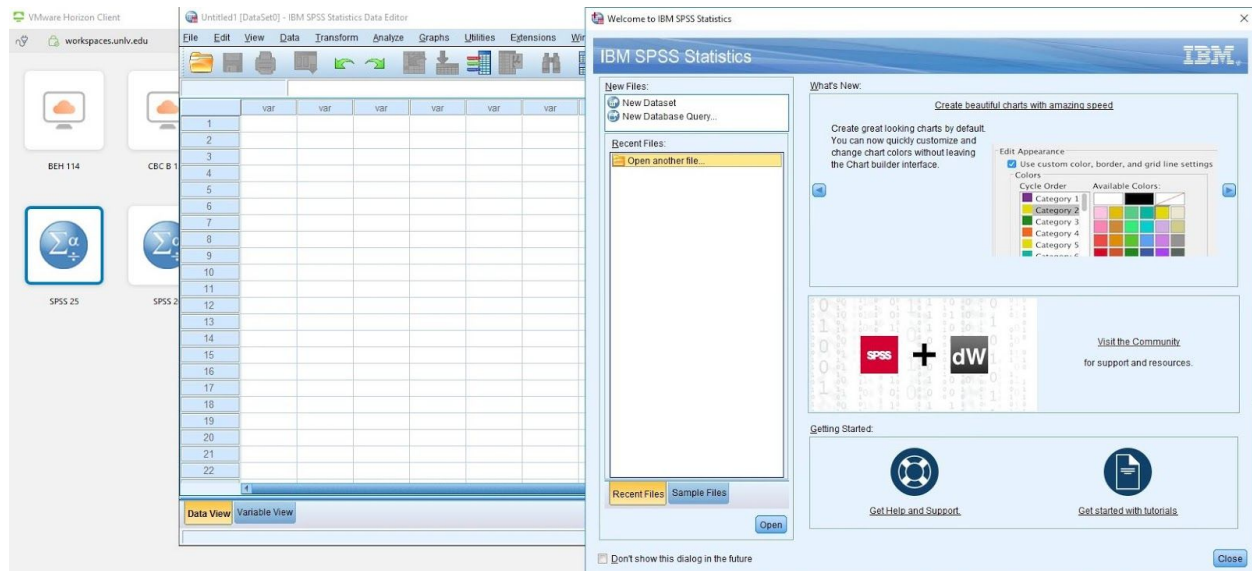 VMware Horizon Client
workspaces.unlv.edu
BEH 114
CBC B 1
SPSS 25
SPSS 2
Untitled1 [DataSet0] - IBM SPSS Statistics Data Editor
File Edit View Data Transform Analyze Graphs Utilities Extensions Win
var var var var var var
1
2
3
4
5
6
7
8
9
10
11
12
13
14
15
16
17
18
19
20
21
22
Data View Variable View
Welcome to IBM SPSS Statistics
IBM SPSS Statistics
IBM
New Files:
New Dataset
New Database Query...
Recent Files:
Open another file...
Recent Files Sample Files
Open
What's New:
Create beautiful charts with amazing speed
Create great looking charts by default.
You can now quickly customize and
change chart colors without leaving
the Chart builder interface.
Edit Appearance
Use custom color, border, and grid line settings
Colors
Cycle Order Available Colors:
Category 1
Category 2
Category 3
Category 4
Category 5
SPSS + dW
Visit the Community
for support and resources.
Getting Started:
Get Help and Support.
Get started with tutorials
Don't show this dialog in the future
Close